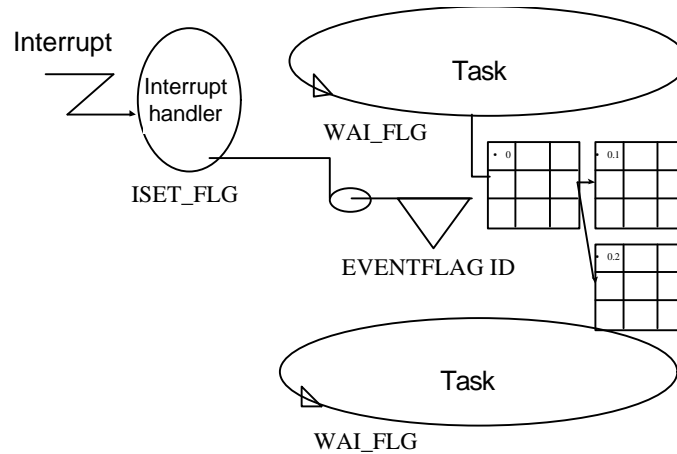 Interrupt
Interrupt
handler
Task
WAI_FLG
ISET_FLG
• 0
• 0.1
EVENTFLAG ID
• 0.2
Task
WAI_FLG